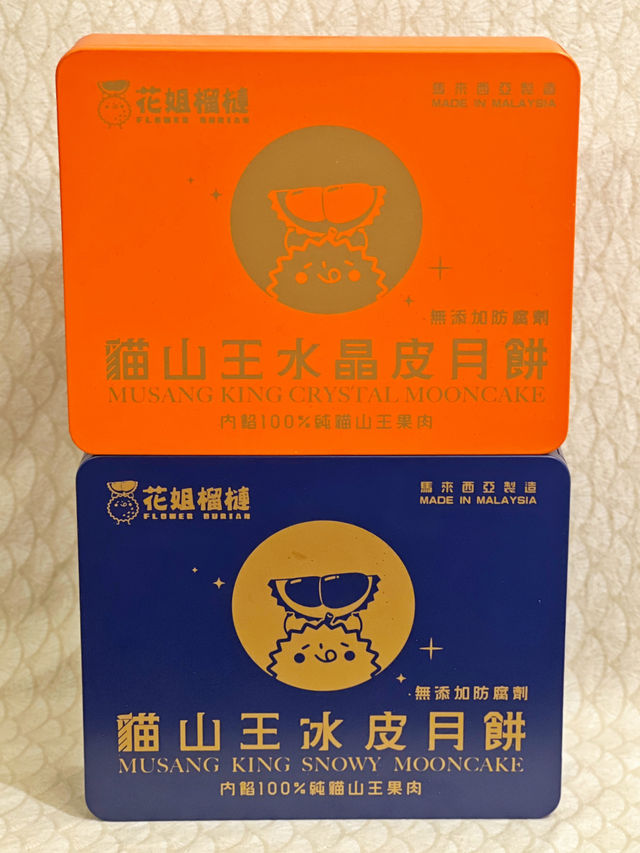 花姐榴槤
FLOWER DURIAN
馬來西亞製造
MADE IN MALAYSIA
無添加防腐劑
貓山王水晶皮月餅
MUSANG KING CRYSTAL MOONCAKE
內餡100%純貓山王果肉
花姐榴槤
FLOWER DURIAN
馬來西亞製造
MADE IN MALAYSIA
無添加防腐劑
貓山王冰皮月餅
MUSANG KING SNOWY MOONCAKE
內餡100%純貓山王果肉